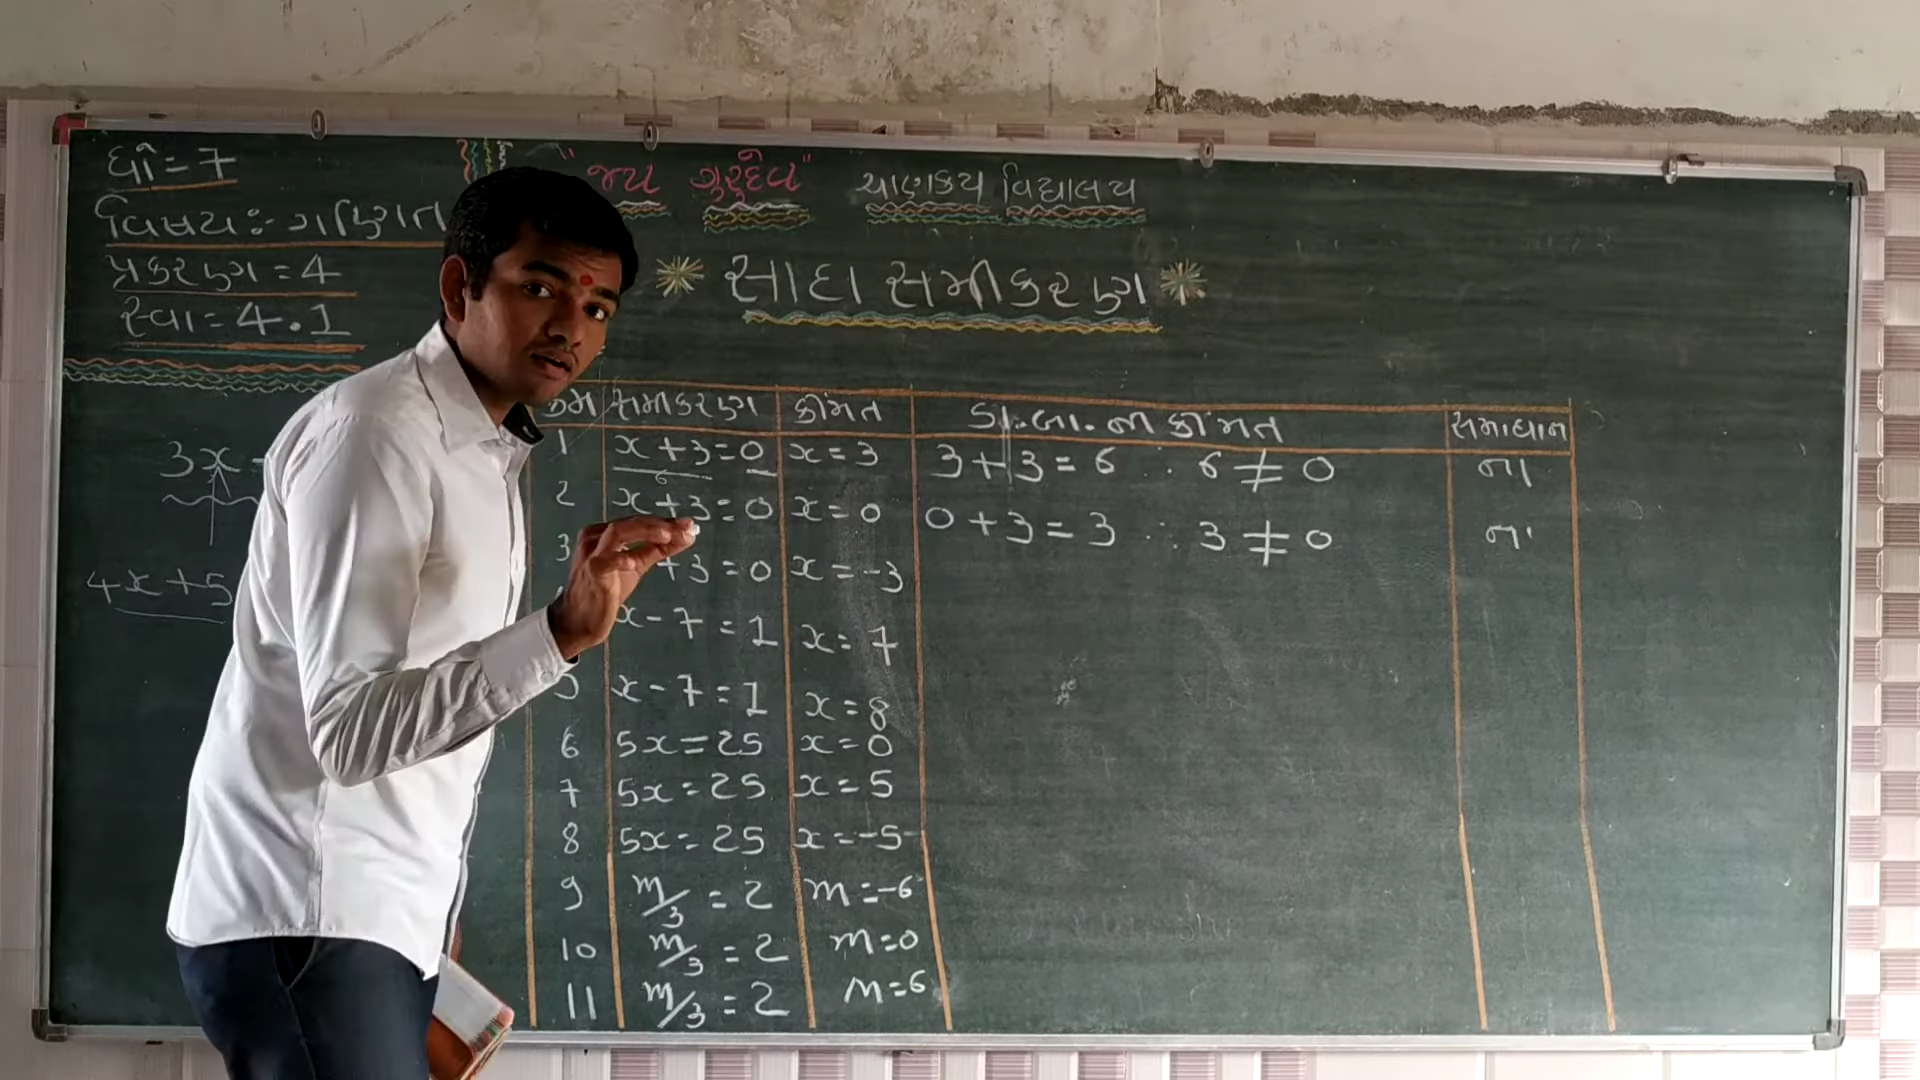 ધો = 7
વિષય :- ગણિત
પ્રકરણ = 4
સ્વા = 4.1
"જય ગુરુદેવ" ચાણક્ય વિદ્યાલય
સાદા સમીકરણ
3x =
4x + 5
ક્રમ સમીકરણ કીંમત ડા.બા.ની કીંમત સમાધાન
1 x + 3 = 0 x = 3 3 + 3 = 6 ∴ 6 ≠ 0 ના
6
2 x + 3 = 0 x = 0 0 + 3 = 3 ∴ 3 ≠ 0 ના
3 + 3 = 0 x = -3
x - 7 = 1 x = 7
5 x - 7 = 1 x = 8
6 5x = 25 x = 0
7 5x = 25 x = 5
8 5x = 25 x = -5
9 m/3 = 2 m = -6
10 m/3 = 2 m = 0
11 m/3 = 2 m = 6